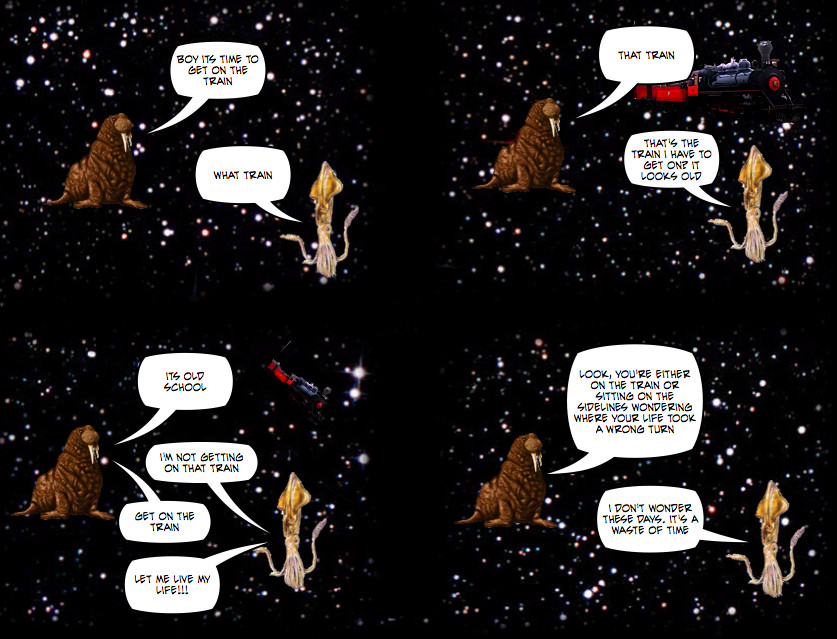 BOY ITS TIME TO
GET ON THE
TRAIN
WHAT TRAIN
THAT TRAIN
THAT'S THE
TRAIN I HAVE TO
GET ON? IT
LOOKS OLD
ITS OLD
SCHOOL
I'M NOT GETTING
ON THAT TRAIN
GET ON THE
TRAIN
LET ME LIVE MY
LIFE!!!
LOOK, YOU'RE EITHER
ON THE TRAIN OR
SITTING ON THE
SIDELINES WONDERING
WHERE YOUR LIFE TOOK
A WRONG TURN
I DON'T WONDER
THESE DAYS. IT'S A
WASTE OF TIME